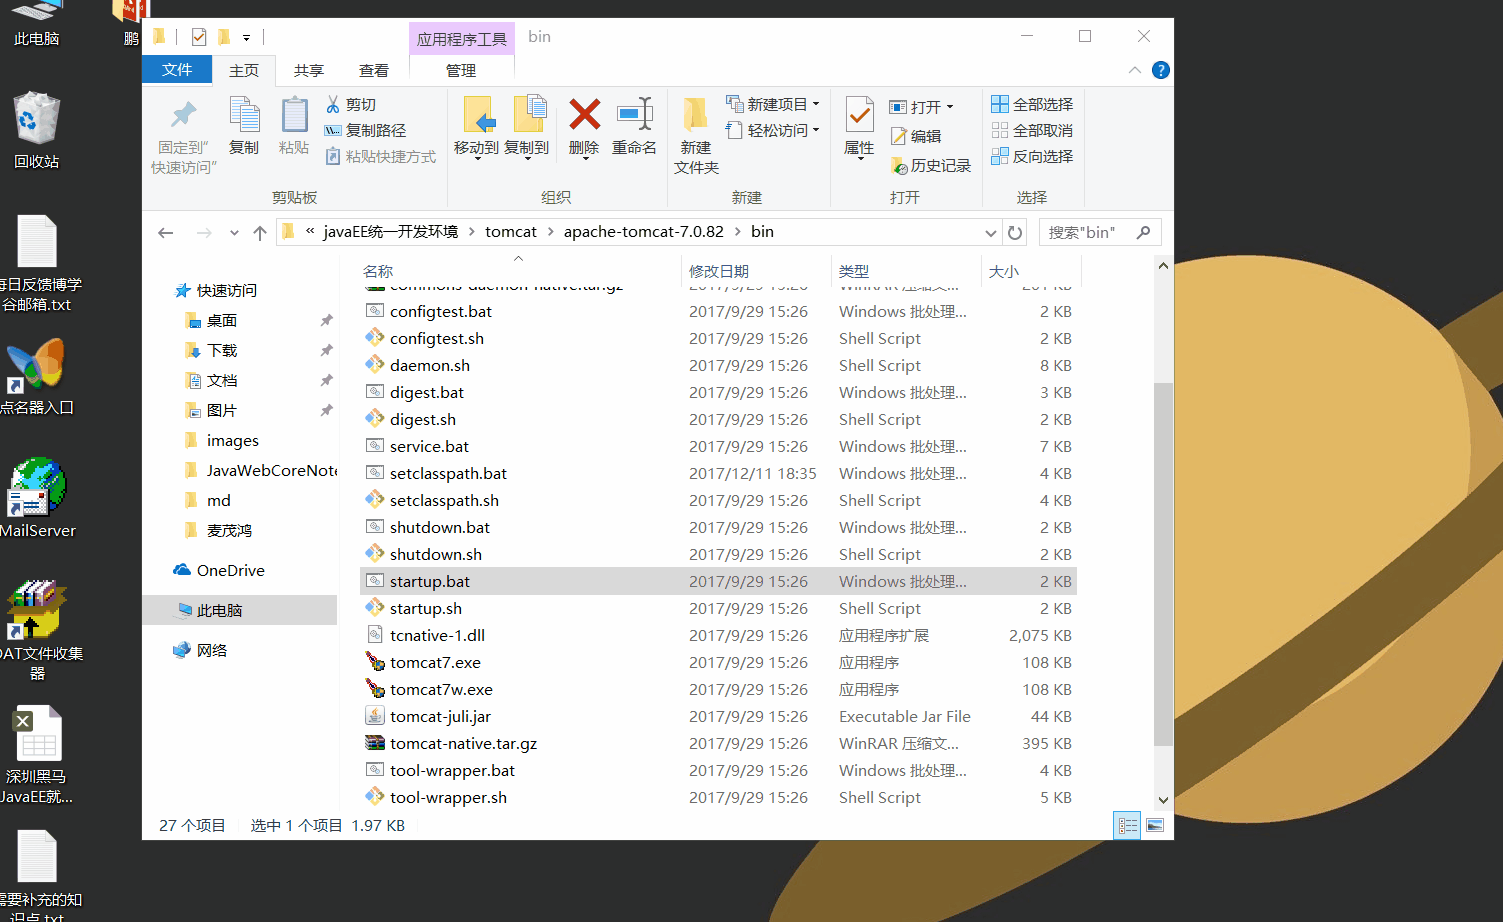 此电脑
鹏
回收站
每日反馈博学
谷邮箱.txt
点名器入口
MailServer
DAT文件收集
器
深圳黑马
JavaEE就...
需要补充的知
识点.txt
应用程序工具
bin
文件
主页
共享
查看
管理
固定到"
快速访问"
复制
粘贴
剪切
复制路径
粘贴快捷方式
剪贴板
移动到
复制到
删除
重命名
组织
新建
文件夹
新建项目
轻松访问
新建
属性
打开
编辑
历史记录
打开
全部选择
全部取消
反向选择
选择
« javaEE统一开发环境 > tomcat > apache-tomcat-7.0.82 > bin
搜索"bin"
快速访问
桌面
下载
文档
图片
images
JavaWebCoreNote
md
麦茂鸿
OneDrive
此电脑
网络
名称 修改日期 类型 大小
commons-daemon-native.tar.gz 2017/9/29 15:26 WinRAR 压缩文... 201 KB
configtest.bat 2017/9/29 15:26 Windows 批处理... 2 KB
configtest.sh 2017/9/29 15:26 Shell Script 2 KB
daemon.sh 2017/9/29 15:26 Shell Script 8 KB
digest.bat 2017/9/29 15:26 Windows 批处理... 3 KB
digest.sh 2017/9/29 15:26 Shell Script 2 KB
service.bat 2017/9/29 15:26 Windows 批处理... 7 KB
setclasspath.bat 2017/12/11 18:35 Windows 批处理... 4 KB
setclasspath.sh 2017/9/29 15:26 Shell Script 4 KB
shutdown.bat 2017/9/29 15:26 Windows 批处理... 2 KB
shutdown.sh 2017/9/29 15:26 Shell Script 2 KB
startup.bat 2017/9/29 15:26 Windows 批处理... 2 KB
startup.sh 2017/9/29 15:26 Shell Script 2 KB
tcnative-1.dll 2017/9/29 15:26 应用程序扩展 2,075 KB
tomcat7.exe 2017/9/29 15:26 应用程序 108 KB
tomcat7w.exe 2017/9/29 15:26 应用程序 108 KB
tomcat-juli.jar 2017/9/29 15:26 Executable Jar File 44 KB
tomcat-native.tar.gz 2017/9/29 15:26 WinRAR 压缩文... 395 KB
tool-wrapper.bat 2017/9/29 15:26 Windows 批处理... 4 KB
tool-wrapper.sh 2017/9/29 15:26 Shell Script 5 KB
27 个项目 选中 1 个项目 1.97 KB